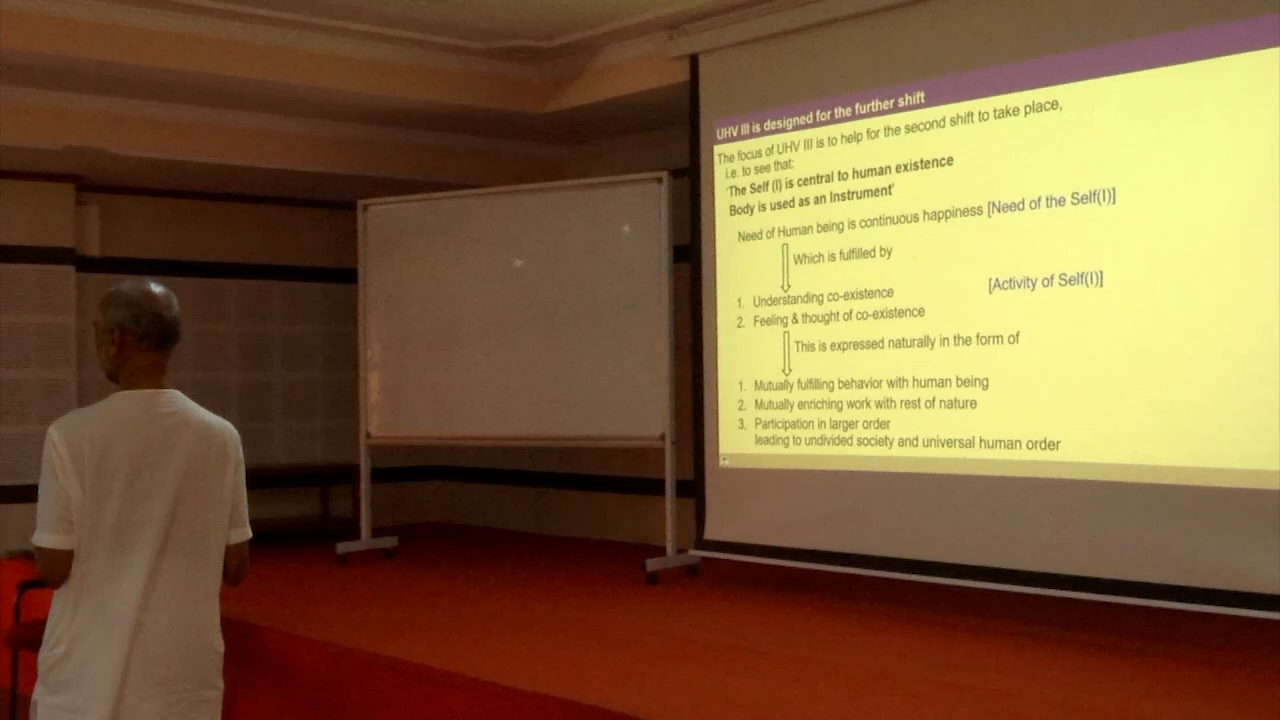 UHV III is designed for the further shift
The focus of UHV III is to help for the second shift to take place,
i.e. to see that:
'The Self (I) is central to human existence
Body is used as an Instrument'
Need of Human being is continuous happiness [Need of the Self(I)]
Which is fulfilled by
1. Understanding co-existence [Activity of Self(I)]
2. Feeling & thought of co-existence
This is expressed naturally in the form of
1. Mutually fulfilling behavior with human being
2. Mutually enriching work with rest of nature
3. Participation in larger order
leading to undivided society and universal human order